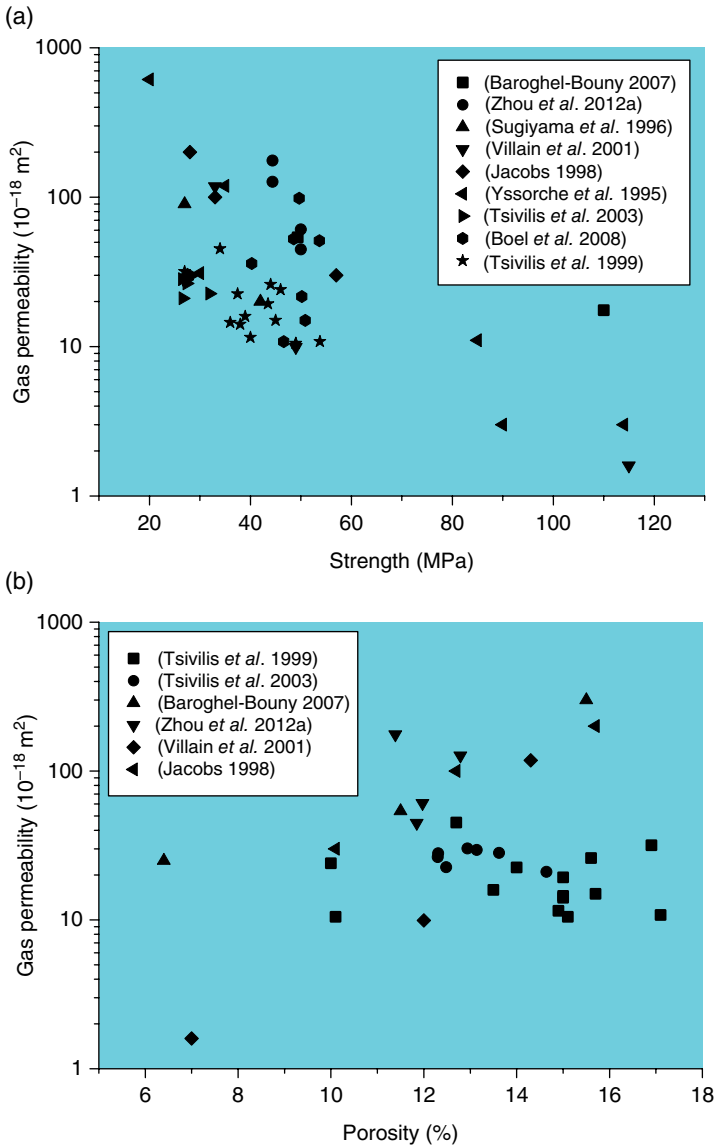 (a)
1000
100
10
1
Gas permeability (10⁻¹⁸ m²)
20 40 60 80 100 120
Strength (MPa)
(Baroghel-Bouny 2007)
(Zhou et al. 2012a)
(Sugiyama et al. 1996)
(Villain et al. 2001)
(Jacobs 1998)
(Yssorche et al. 1995)
(Tsivilis et al. 2003)
(Boel et al. 2008)
(Tsivilis et al. 1999)
(b)
1000
100
10
1
Gas permeability (10⁻¹⁸ m²)
6 8 10 12 14 16 18
Porosity (%)
(Tsivilis et al. 1999)
(Tsivilis et al. 2003)
(Baroghel-Bouny 2007)
(Zhou et al. 2012a)
(Villain et al. 2001)
(Jacobs 1998)